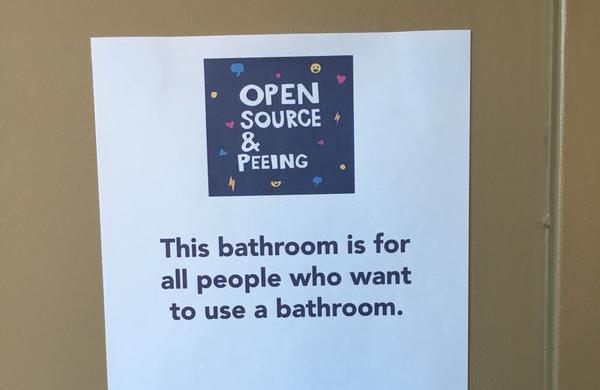 OPEN
SOURCE
&
PEEING
This bathroom is for
all people who want
to use a bathroom.